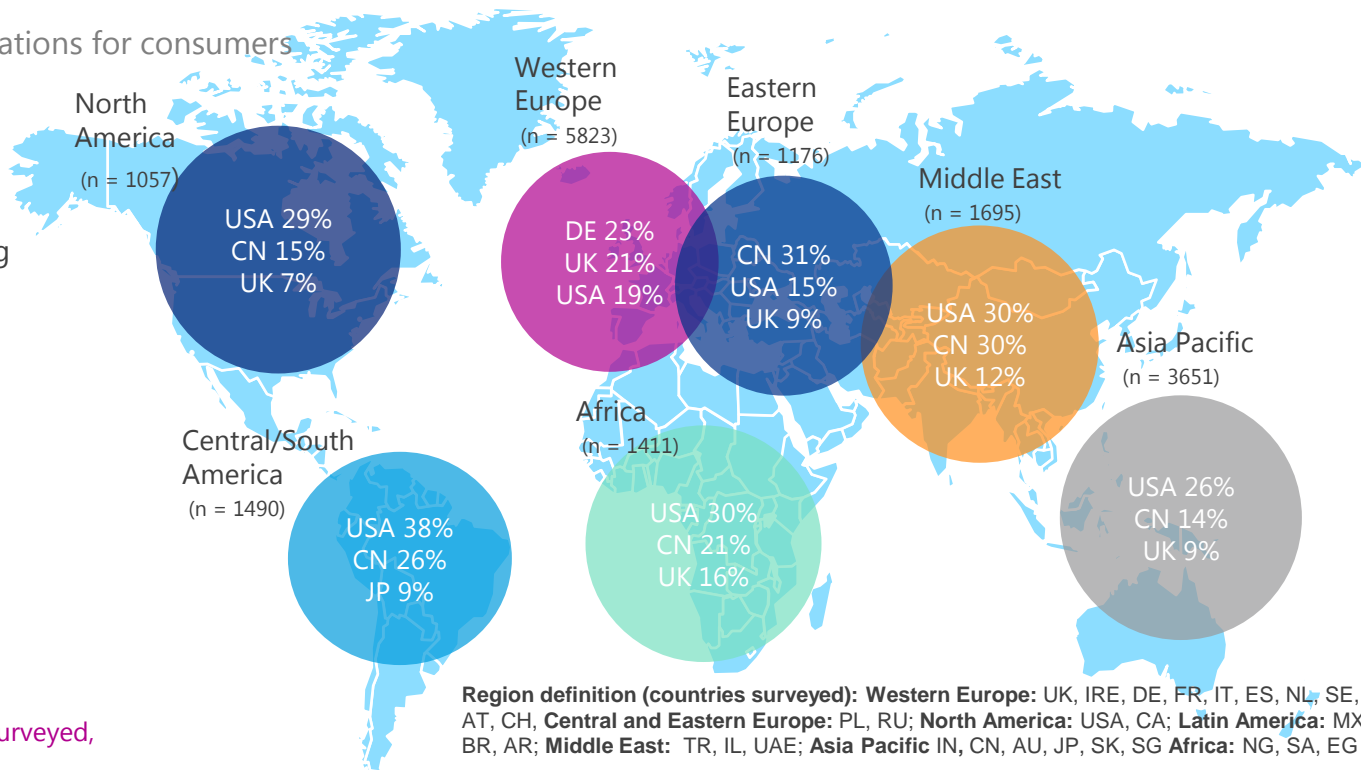 ations for consumers
North
America
(n = 1057)
USA 29%
CN 15%
UK 7%
g
Western
Europe
(n = 5823)
DE 23%
UK 21%
USA 19%
Eastern
Europe
(n = 1176)
CN 31%
USA 15%
UK 9%
Middle East
(n = 1695)
USA 30%
CN 30%
UK 12%
Asia Pacific
(n = 3651)
USA 26%
CN 14%
UK 9%
Central/South
America
(n = 1490)
USA 38%
CN 26%
JP 9%
Africa
(n = 1411)
USA 30%
CN 21%
UK 16%
urveyed,
Region definition (countries surveyed): Western Europe: UK, IRE, DE, FR, IT, ES, NL, SE,
AT, CH, Central and Eastern Europe: PL, RU; North America: USA, CA; Latin America: MX
BR, AR; Middle East: TR, IL, UAE; Asia Pacific IN, CN, AU, JP, SK, SG Africa: NG, SA, EG